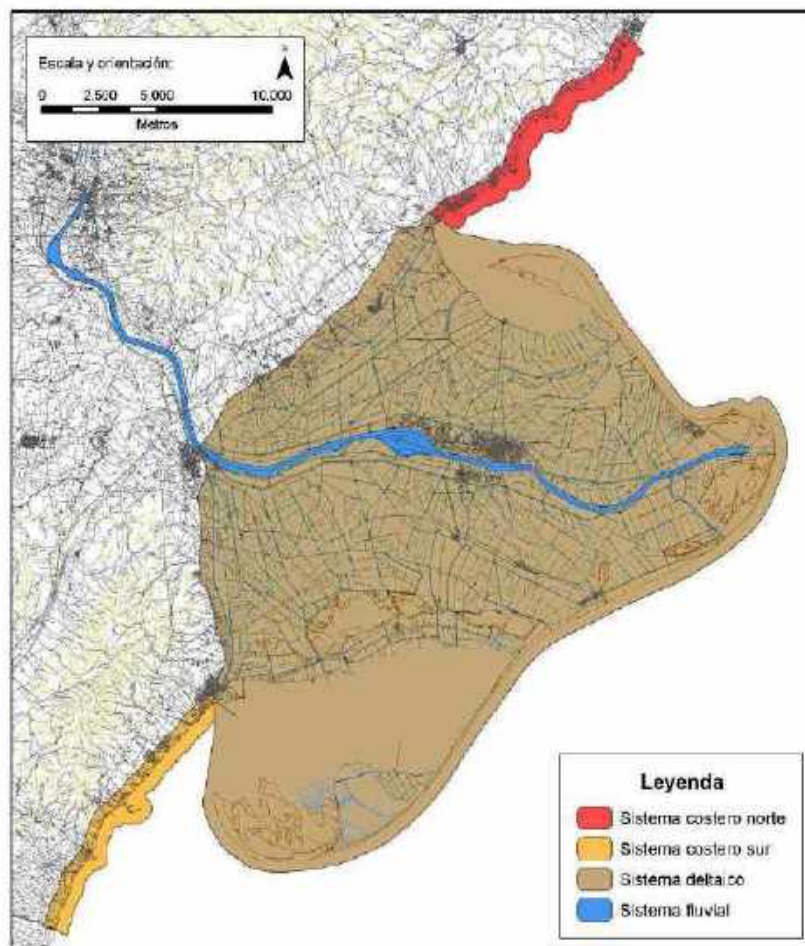 Escala y orientación:
0 2.500 5.000 10.000
Metros
Leyenda
Sistema costero norte
Sistema costero sur
Sistema deltaico
Sistema fluvial